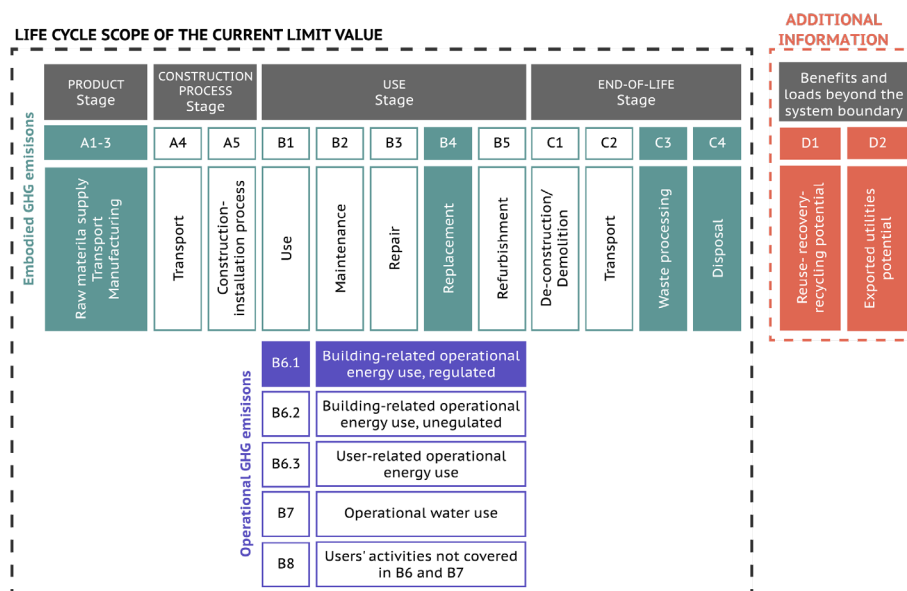 LIFE CYCLE SCOPE OF THE CURRENT LIMIT VALUE
ADDITIONAL
INFORMATION
PRODUCT
Stage
CONSTRUCTION
PROCESS
Stage
USE
Stage
END-OF-LIFE
Stage
Benefits and
loads beyond the
system boundary
Embodied GHG emisisons
A1-3
A4
A5
B1
B2
B3
B4
B5
C1
C2
C3
C4
D1
D2
Raw materila supply
Transport
Manufacturing
Transport
Construction-
installation process
Use
Maintenance
Repair
Replacement
Refurbishment
De-construction/
Demolition
Transport
Waste processing
Disposal
Reuse- recovery-
recycling potential
Exported utilities
potential
Operational GHG emisisons
B6.1
Building-related operational
energy use, regulated
B6.2
Building-related operational
energy use, unegulated
B6.3
User-related operational
energy use
B7
Operational water use
B8
Users' activities not covered
in B6 and B7